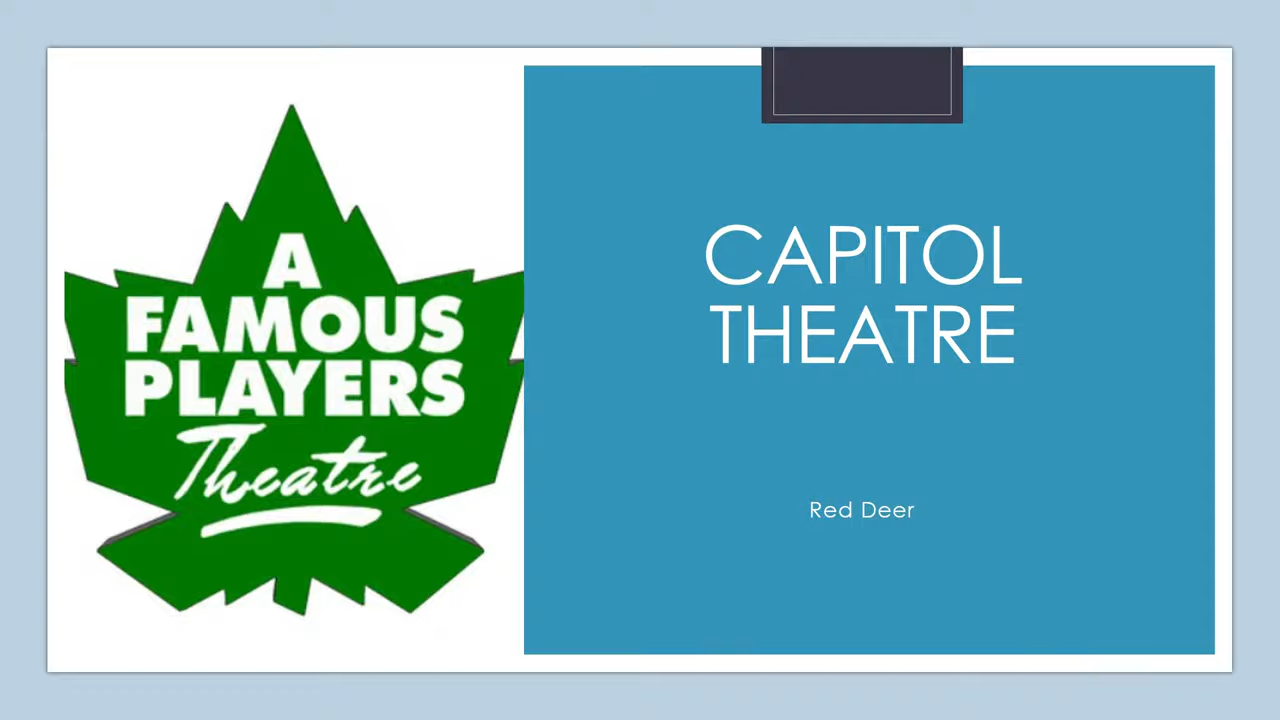 A
FAMOUS
PLAYERS
Theatre
CAPITOL
THEATRE
Red Deer